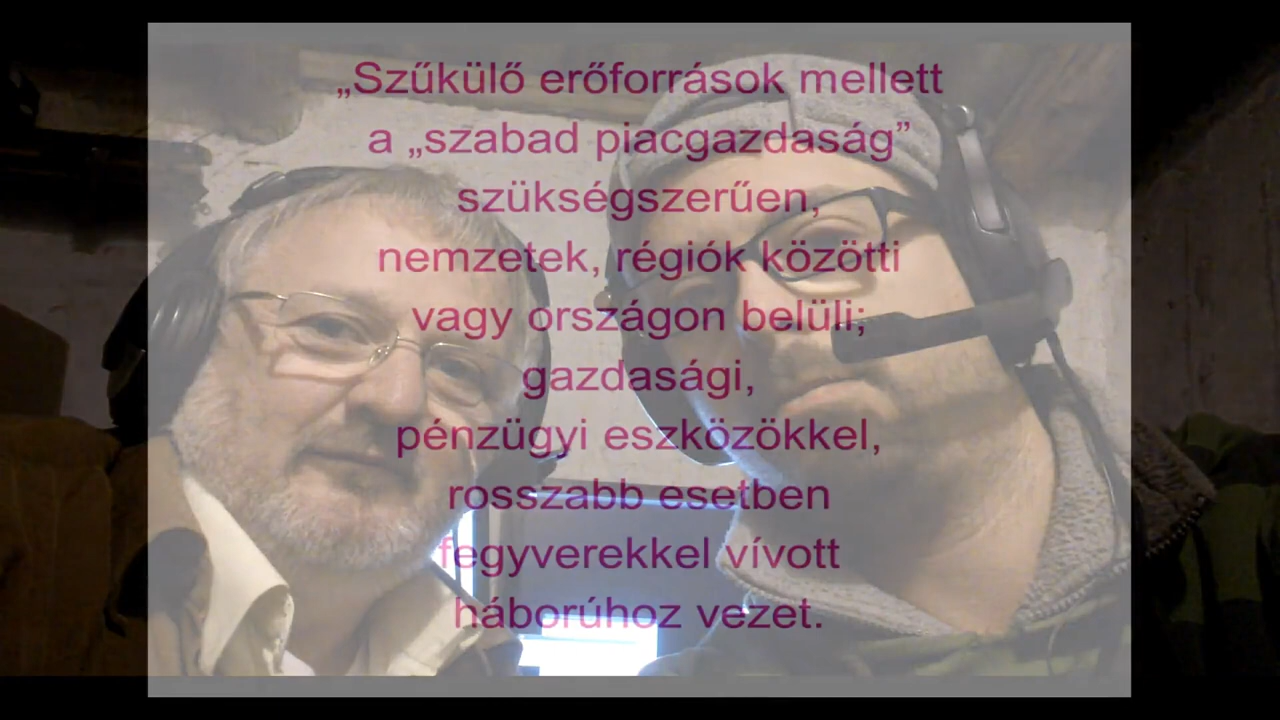 „Szűkülő erőforrások mellett
a „szabad piacgazdaság”
szükségszerűen,
nemzetek, régiók közötti
vagy országon belüli;
gazdasági,
pénzügyi eszközökkel,
rosszabb esetben
fegyverekkel vívott
háborúhoz vezet.